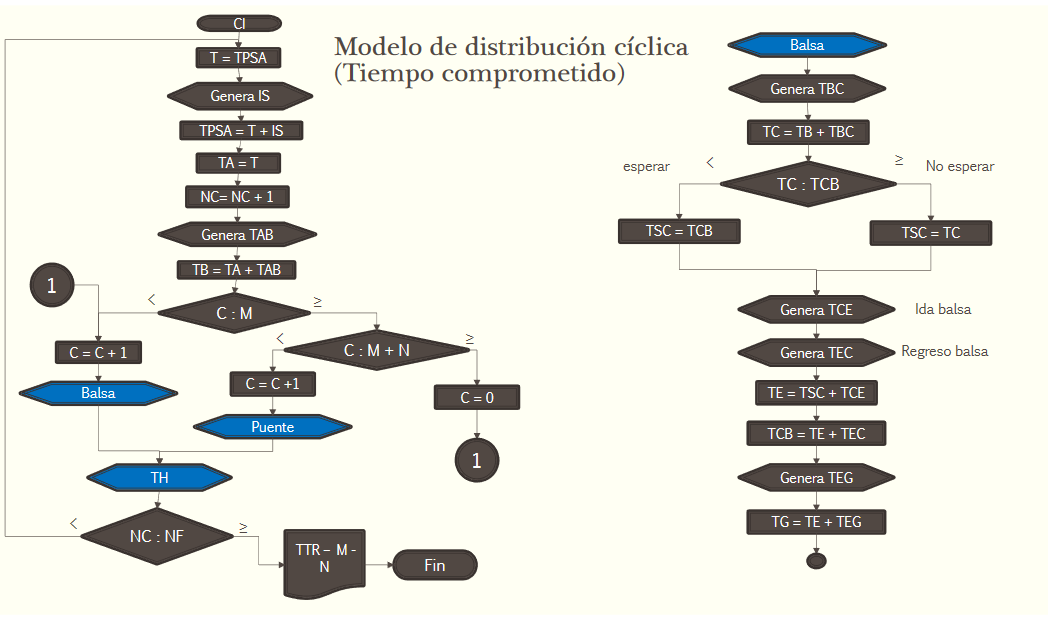 CI
Modelo de distribución cíclica
(Tiempo comprometido)
T = TPSA
Genera IS
TPSA = T + IS
TA = T
NC= NC + 1
Genera TAB
TB = TA + TAB
1
<
C : M
≥
C = C + 1
<
C : M + N
≥
Balsa
C = C +1
C = 0
Puente
1
TH
<
NC : NF
≥
TTR – M -
N
Fin
Balsa
Genera TBC
TC = TB + TBC
esperar
<
TC : TCB
≥
No esperar
TSC = TCB
TSC = TC
Genera TCE
Ida balsa
Genera TEC
Regreso balsa
TE = TSC + TCE
TCB = TE + TEC
Genera TEG
TG = TE + TEG